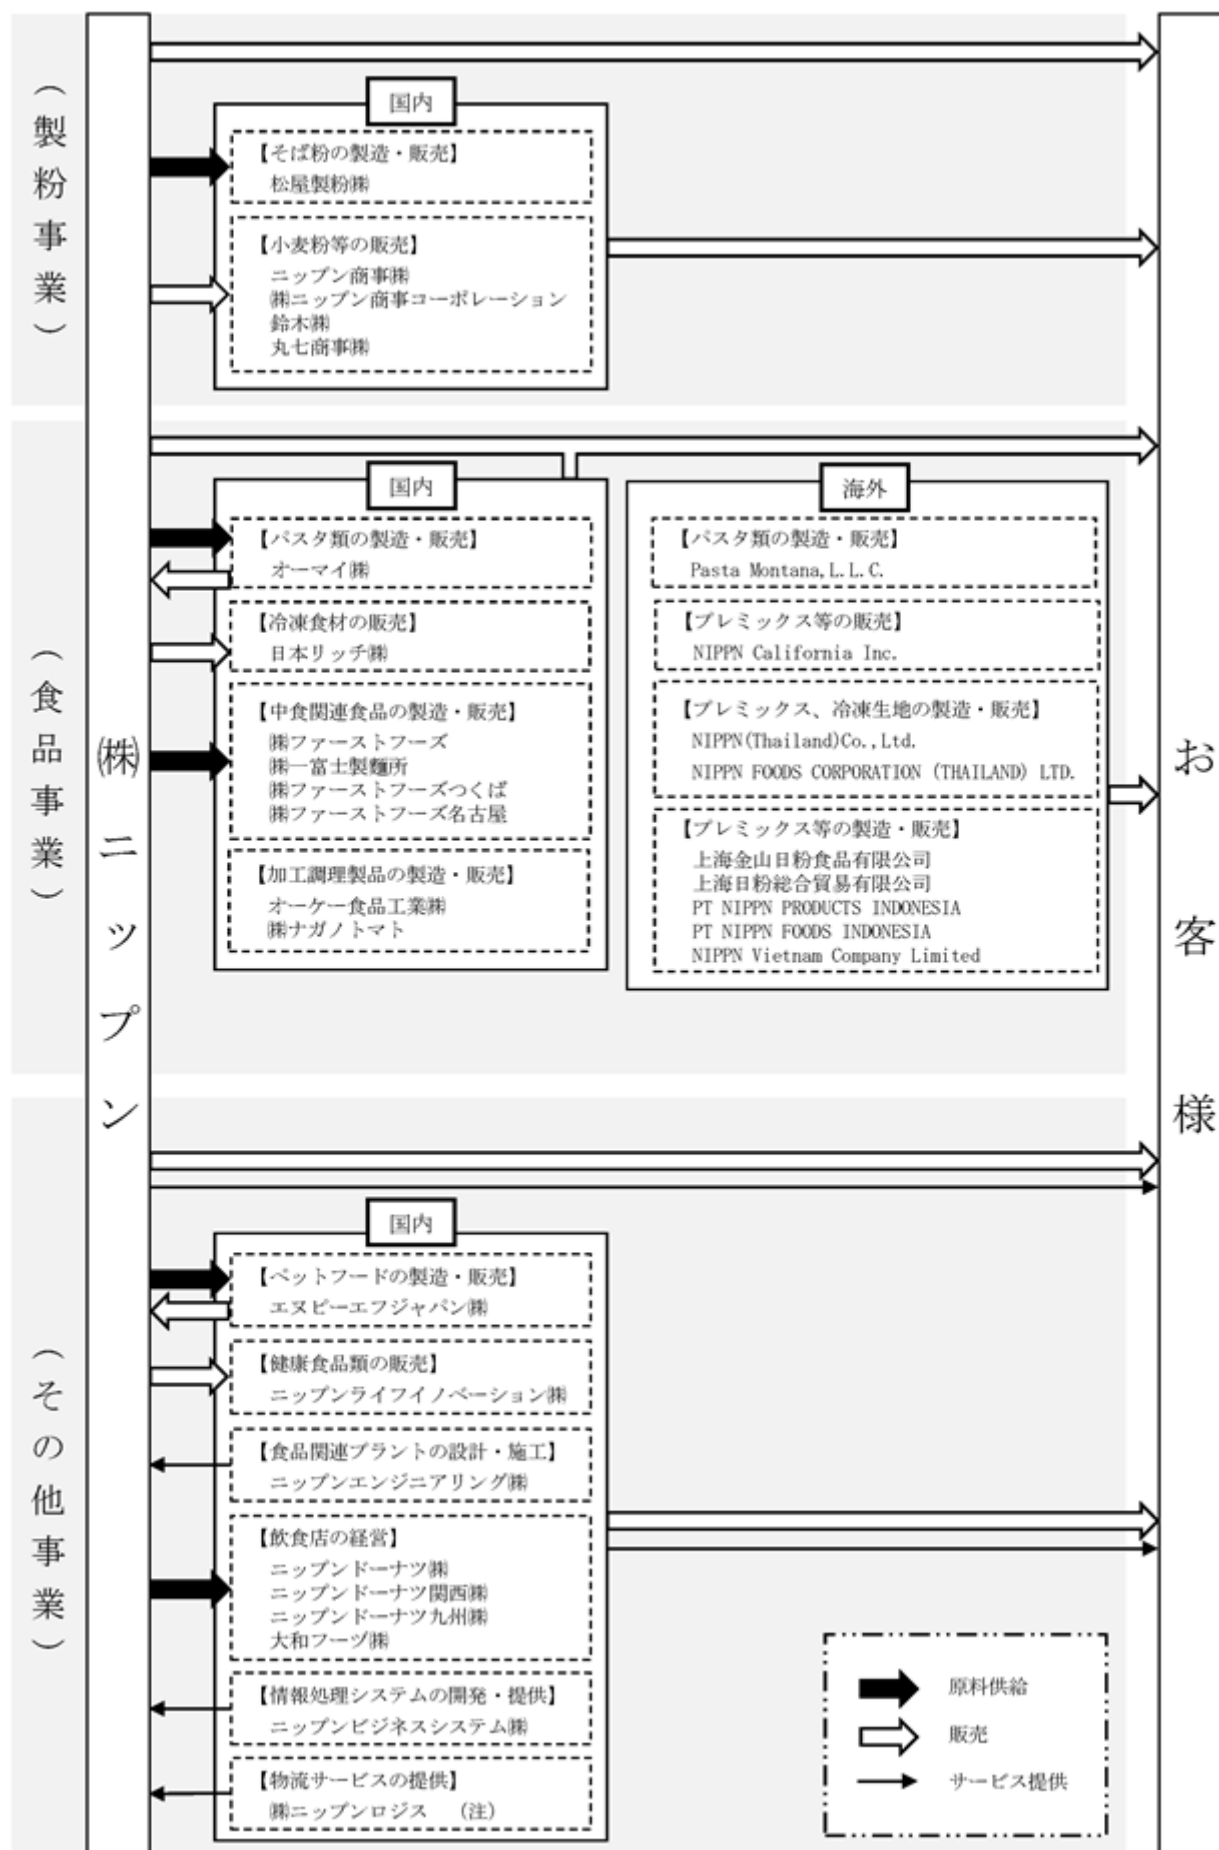 （製粉事業）
国内
【そば粉の製造・販売】
松屋製粉㈱
【小麦粉等の販売】
ニップン商事㈱
㈱ニップン商事コーポレーション
鈴木㈱
丸七商事㈱
（食品事業）
国内
【パスタ類の製造・販売】
オーマイ㈱
【冷凍食材の販売】
日本リッチ㈱
【中食関連食品の製造・販売】
㈱ファーストフーズ
㈱一富士製麵所
㈱ファーストフーズつくば
㈱ファーストフーズ名古屋
【加工調理製品の製造・販売】
オーケー食品工業㈱
㈱ナガノトマト
海外
【パスタ類の製造・販売】
Pasta Montana,L.L.C.
【プレミックス等の販売】
NIPPN California Inc.
【プレミックス、冷凍生地の製造・販売】
NIPPN(Thailand)Co.,Ltd.
NIPPN FOODS CORPORATION (THAILAND) LTD.
【プレミックス等の製造・販売】
上海金山日粉食品有限公司
上海日粉総合貿易有限公司
PT NIPPN PRODUCTS INDONESIA
PT NIPPN FOODS INDONESIA
NIPPN Vietnam Company Limited
㈱ニップン
お客様
（その他事業）
国内
【ペットフードの製造・販売】
エヌピーエフジャパン㈱
【健康食品類の販売】
ニップンライフイノベーション㈱
【食品関連プラントの設計・施工】
ニップンエンジニアリング㈱
【飲食店の経営】
ニップンドーナツ㈱
ニップンドーナツ関西㈱
ニップンドーナツ九州㈱
大和フーヅ㈱
【情報処理システムの開発・提供】
ニップンビジネスシステム㈱
【物流サービスの提供】
㈱ニップンロジス （注）
原料供給
販売
サービス提供